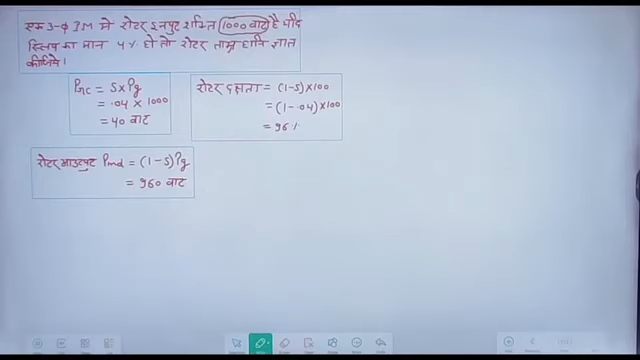 एक 3-ϕ IM में रोटर इनपुट शक्ति 1000 वाट है यदि
स्लिप का मान 4% हो तो रोटर ताम्र हानि ज्ञात
कीजिये।
= S×Pg
= .04 × 1000
= 40 वाट
रोटर दक्षता = (1-S)×100
= (1-.04)×100
= 96%
रोटर आउटपुट Pmd = (1-S)Pg
= 960 वाट